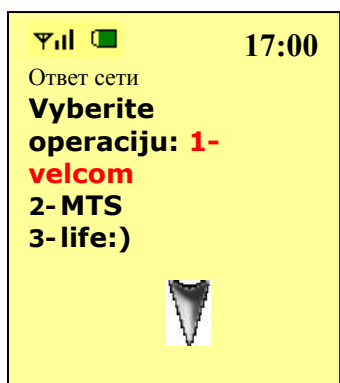 17:00
Ответ сети
Vyberite
operaciju: 1-
velcom
2-MTS
3-life:)